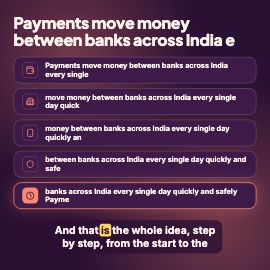 Payments move money
between banks across India e
Payments move money between banks across India
every single
move money between banks across India every single
day quick
money between banks across India every single day
quickly an
between banks across India every single day quickly and
safe
banks across India every single day quickly and safely
Payme
And that is the whole idea, step
by step, from the start to the